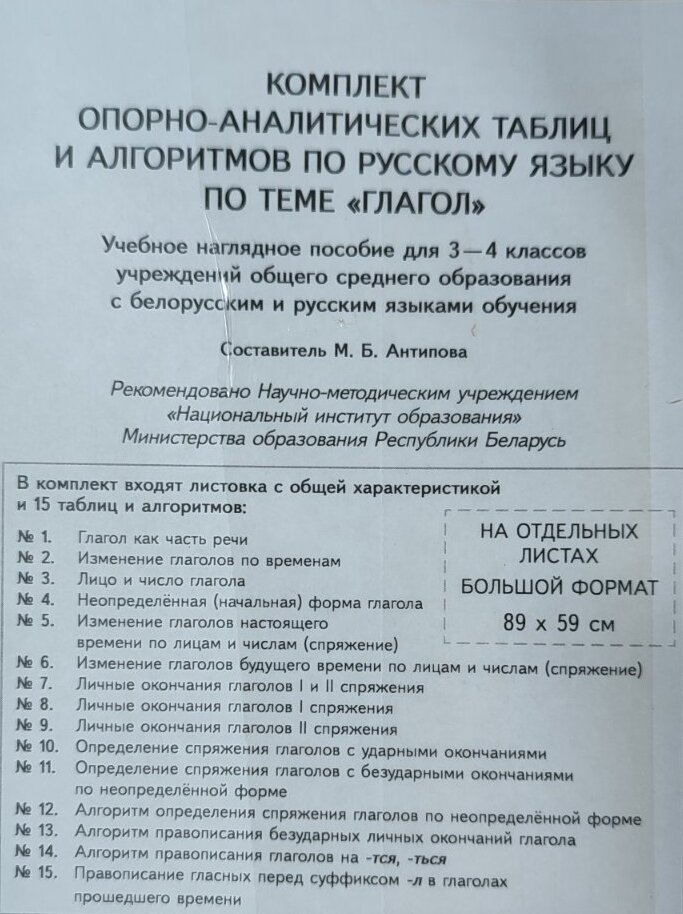 КОМПЛЕКТ
ОПОРНО-АНАЛИТИЧЕСКИХ ТАБЛИЦ
И АЛГОРИТМОВ ПО РУССКОМУ ЯЗЫКУ
ПО ТЕМЕ «ГЛАГОЛ»
Учебное наглядное пособие для 3—4 классов
учреждений общего среднего образования
с белорусским и русским языками обучения
Составитель М. Б. Антипова
Рекомендовано Научно-методическим учреждением
«Национальный институт образования»
Министерства образования Республики Беларусь
В комплект входят листовка с общей характеристикой
и 15 таблиц и алгоритмов:
НА ОТДЕЛЬНЫХ
ЛИСТАХ
БОЛЬШОЙ ФОРМАТ
89 х 59 см
№ 1. Глагол как часть речи
№ 2. Изменение глаголов по временам
№ 3. Лицо и число глагола
№ 4. Неопределённая (начальная) форма глагола
№ 5. Изменение глаголов настоящего
времени по лицам и числам (спряжение)
№ 6. Изменение глаголов будущего времени по лицам и числам (спряжение)
№ 7. Личные окончания глаголов I и II спряжения
№ 8. Личные окончания глаголов I спряжения
№ 9. Личные окончания глаголов II спряжения
№ 10. Определение спряжения глаголов с ударными окончаниями
№ 11. Определение спряжения глаголов с безударными окончаниями
по неопределённой форме
№ 12. Алгоритм определения спряжения глаголов по неопределённой форме
№ 13. Алгоритм правописания безударных личных окончаний глагола
№ 14. Алгоритм правописания глаголов на -тся, -ться
№ 15. Правописание гласных перед суффиксом -л в глаголах
прошедшего времени